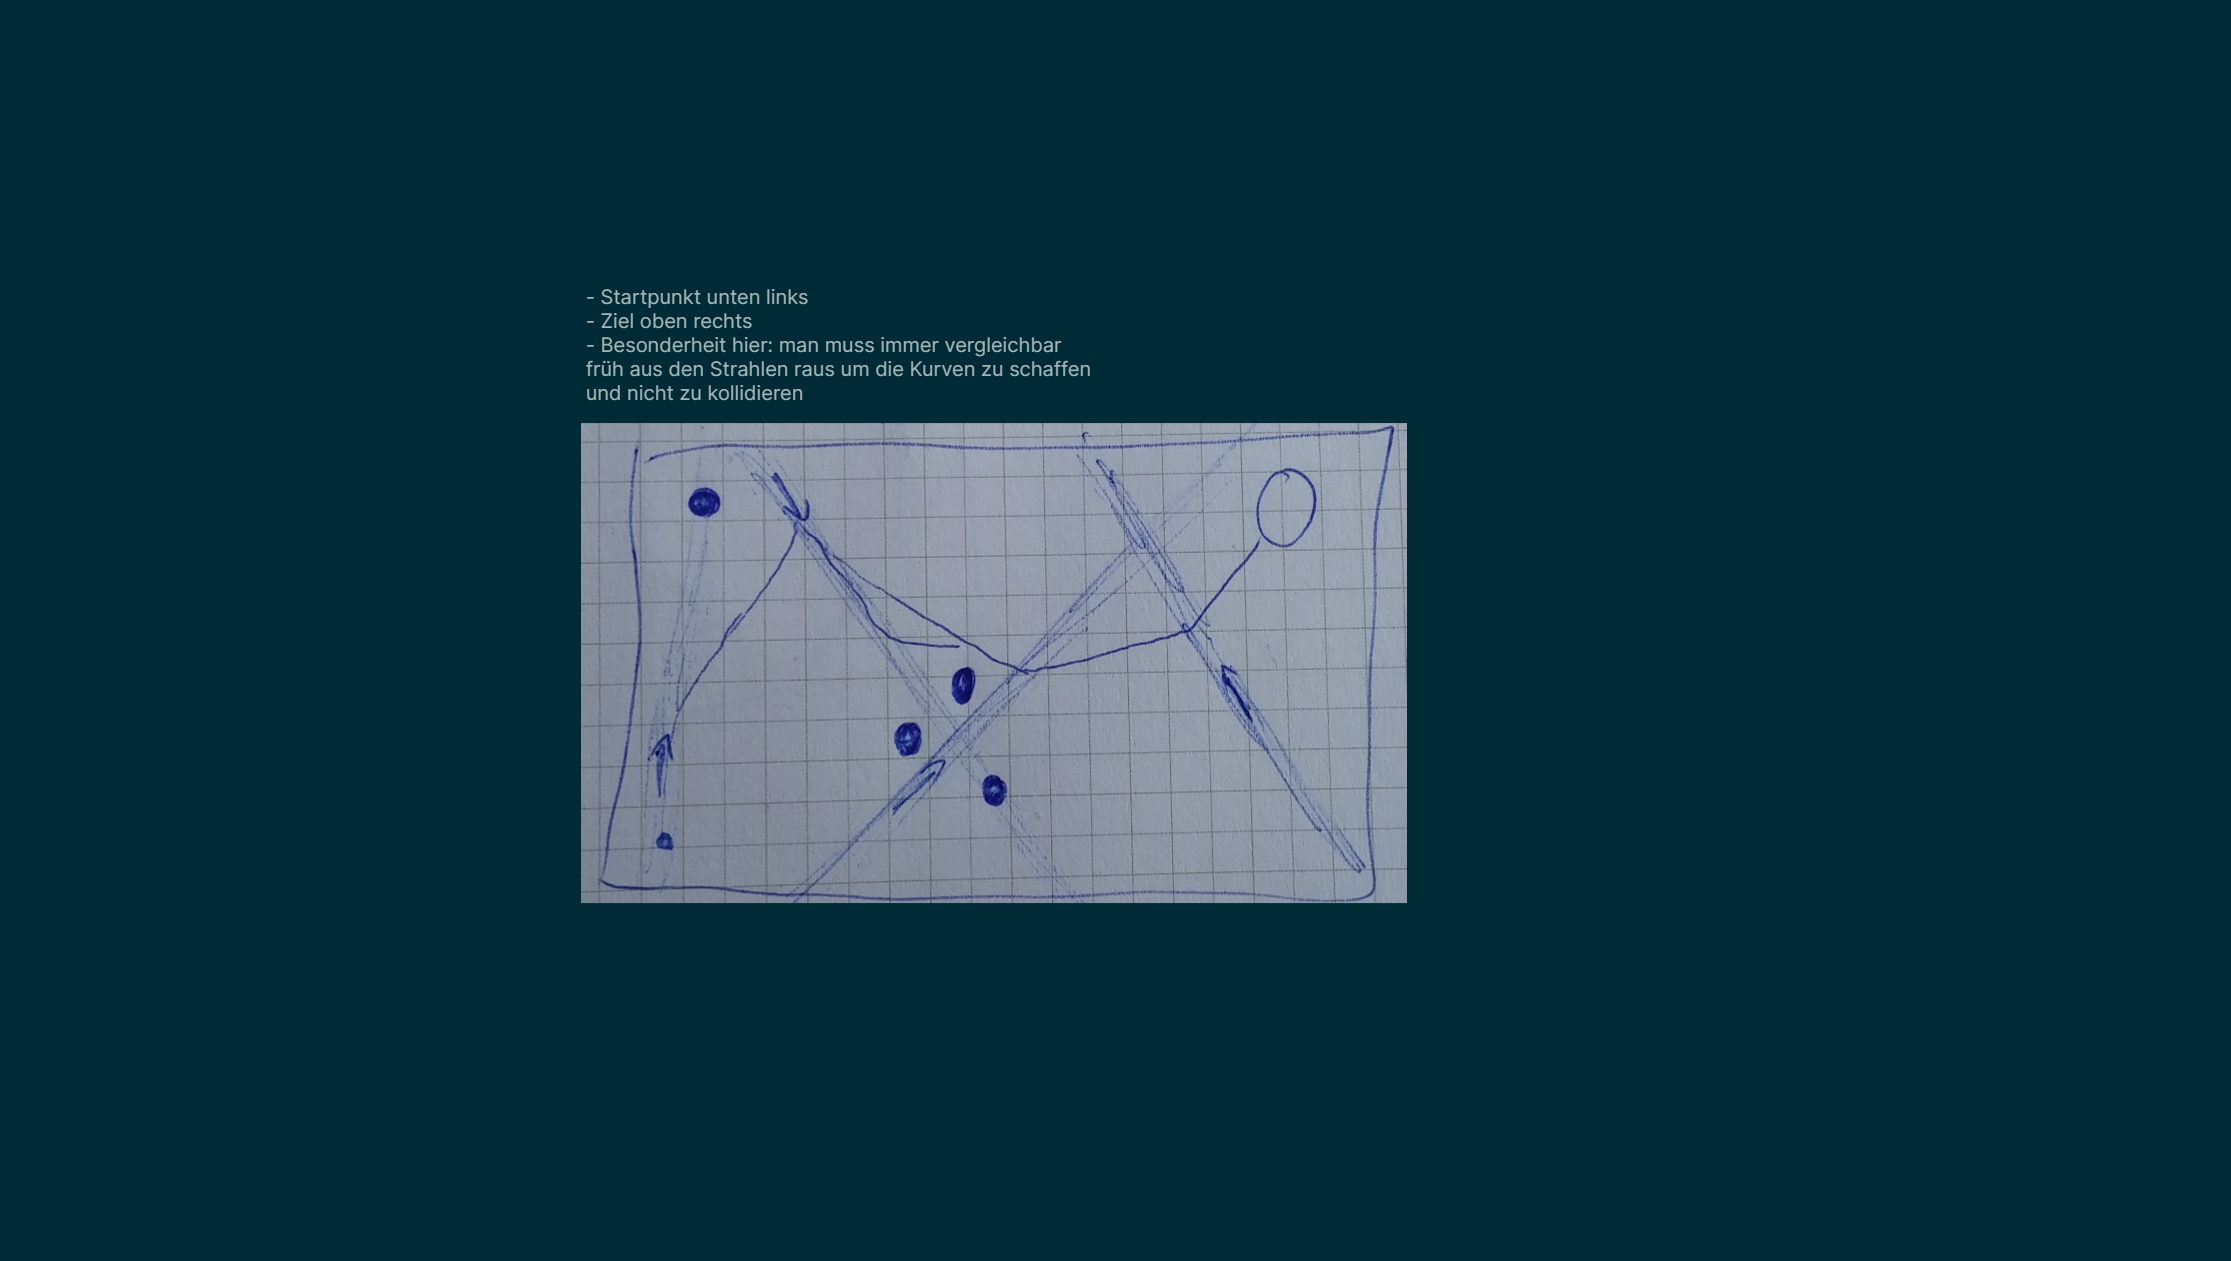 - Startpunkt unten links
- Ziel oben rechts
- Besonderheit hier: man muss immer vergleichbar
früh aus den Strahlen raus um die Kurven zu schaffen
und nicht zu kollidieren